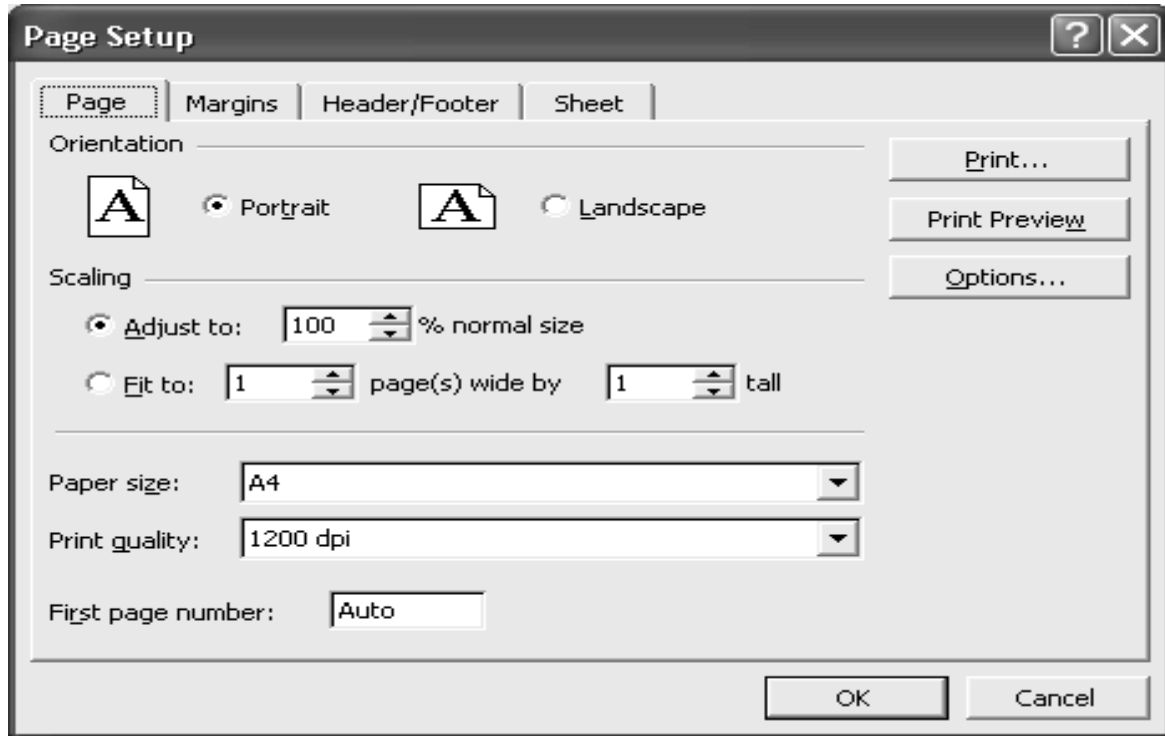 Page Setup
Page Margins Header/Footer Sheet
Orientation
Print...
A Portrait A Landscape
Print Preview
Scaling
Options...
Adjust to: 100 % normal size
Fit to: 1 page(s) wide by 1 tall
Paper size: A4
Print quality: 1200 dpi
First page number: Auto
OK Cancel